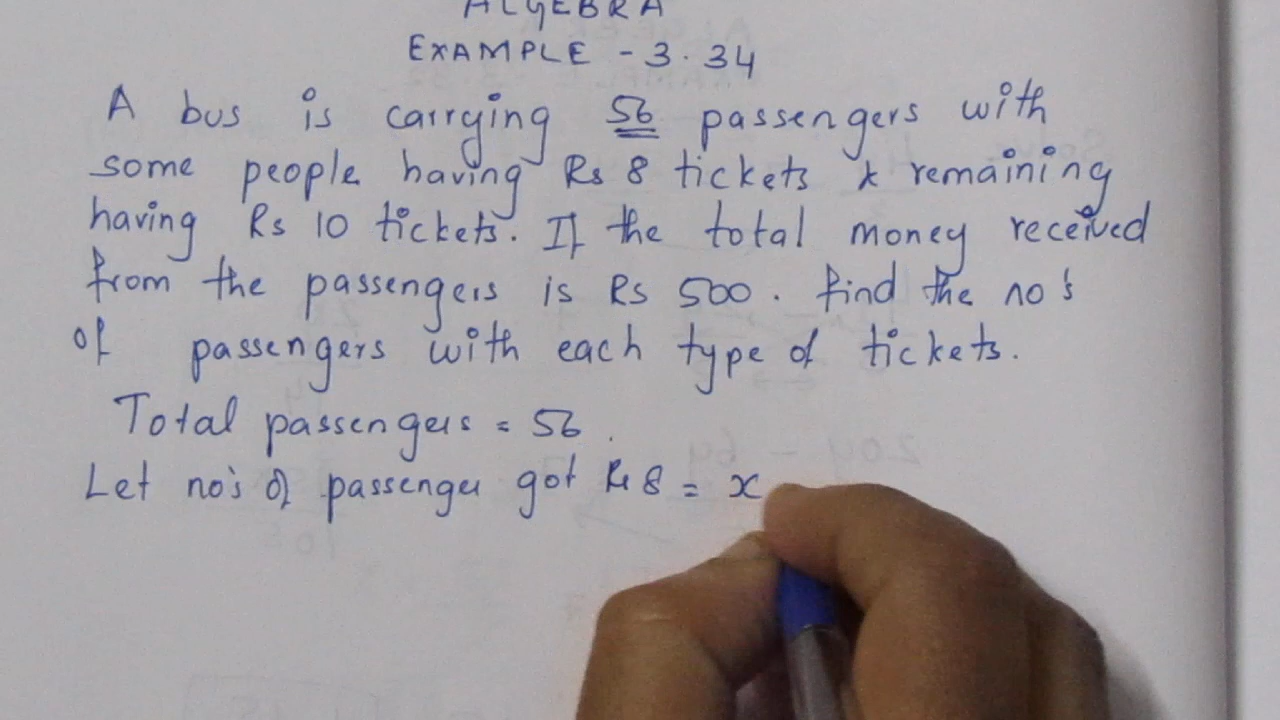 ALGEBRA
EXAMPLE - 3.34
A bus is carrying 56 passengers with
some people having Rs 8 tickets & remaining
having Rs 10 tickets. If the total money received
from the passengers is Rs 500. find the no's
of passengers with each type of tickets.
Total passengers = 56.
Let no's of passenger got Rs 8 = x